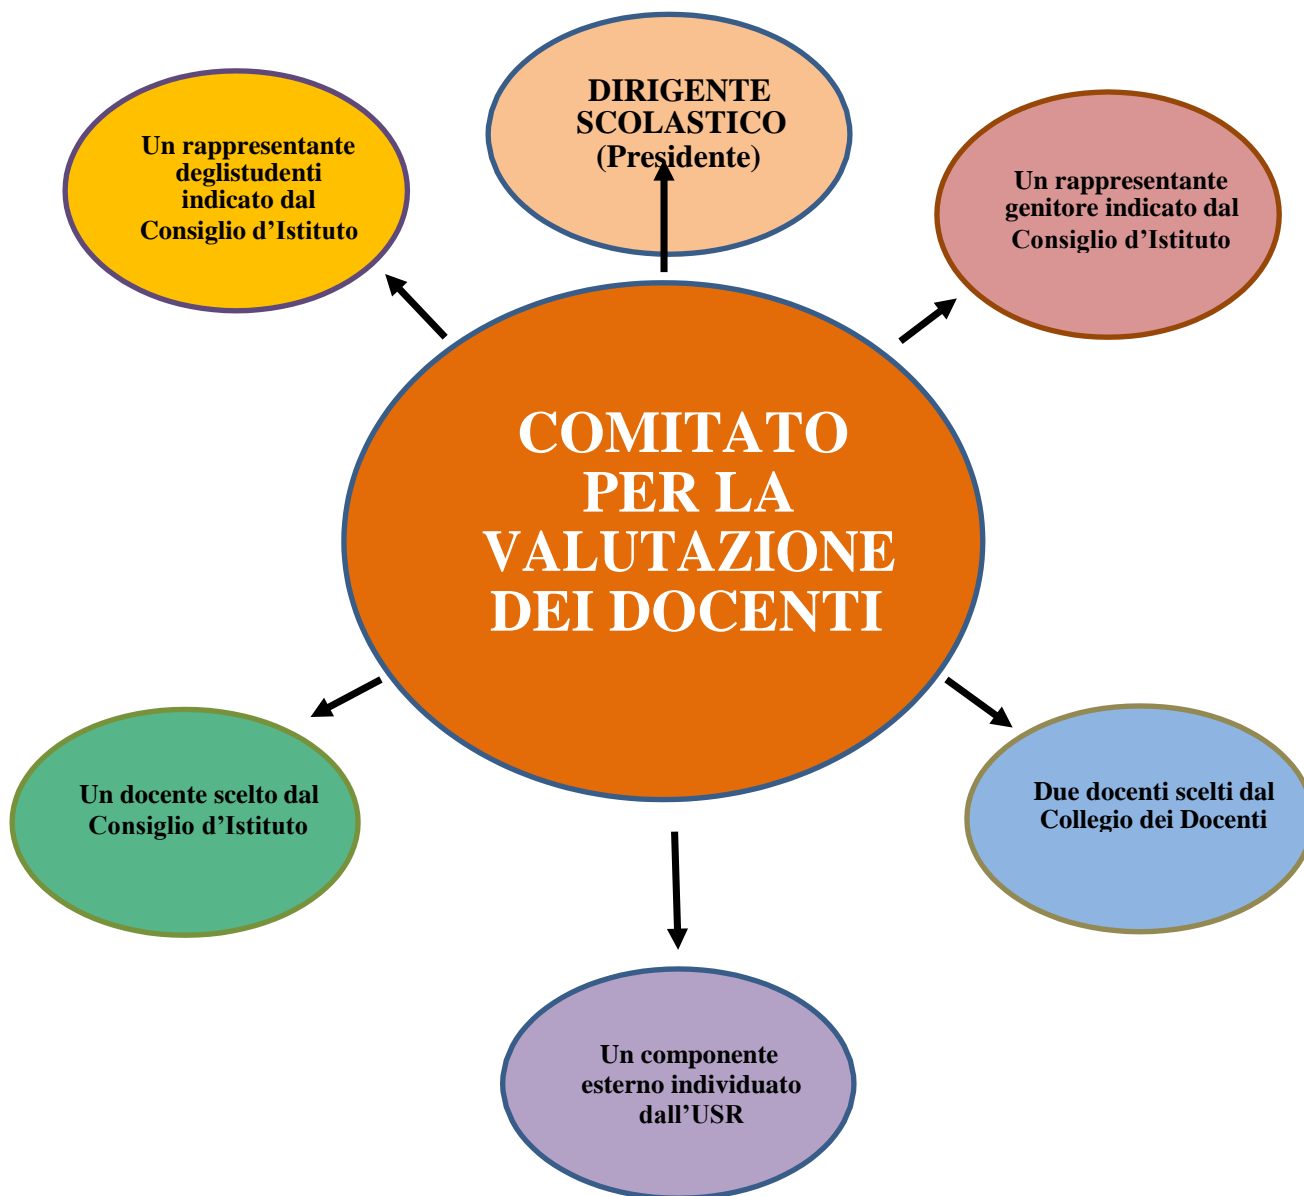 DIRIGENTE
SCOLASTICO
(Presidente)
Un rappresentante
deglistudenti
indicato dal
Consiglio d’Istituto
Un rappresentante
genitore indicato dal
Consiglio d’Istituto
COMITATO
PER LA
VALUTAZIONE
DEI DOCENTI
Un docente scelto dal
Consiglio d’Istituto
Due docenti scelti dal
Collegio dei Docenti
Un componente
esterno individuato
dall’USR